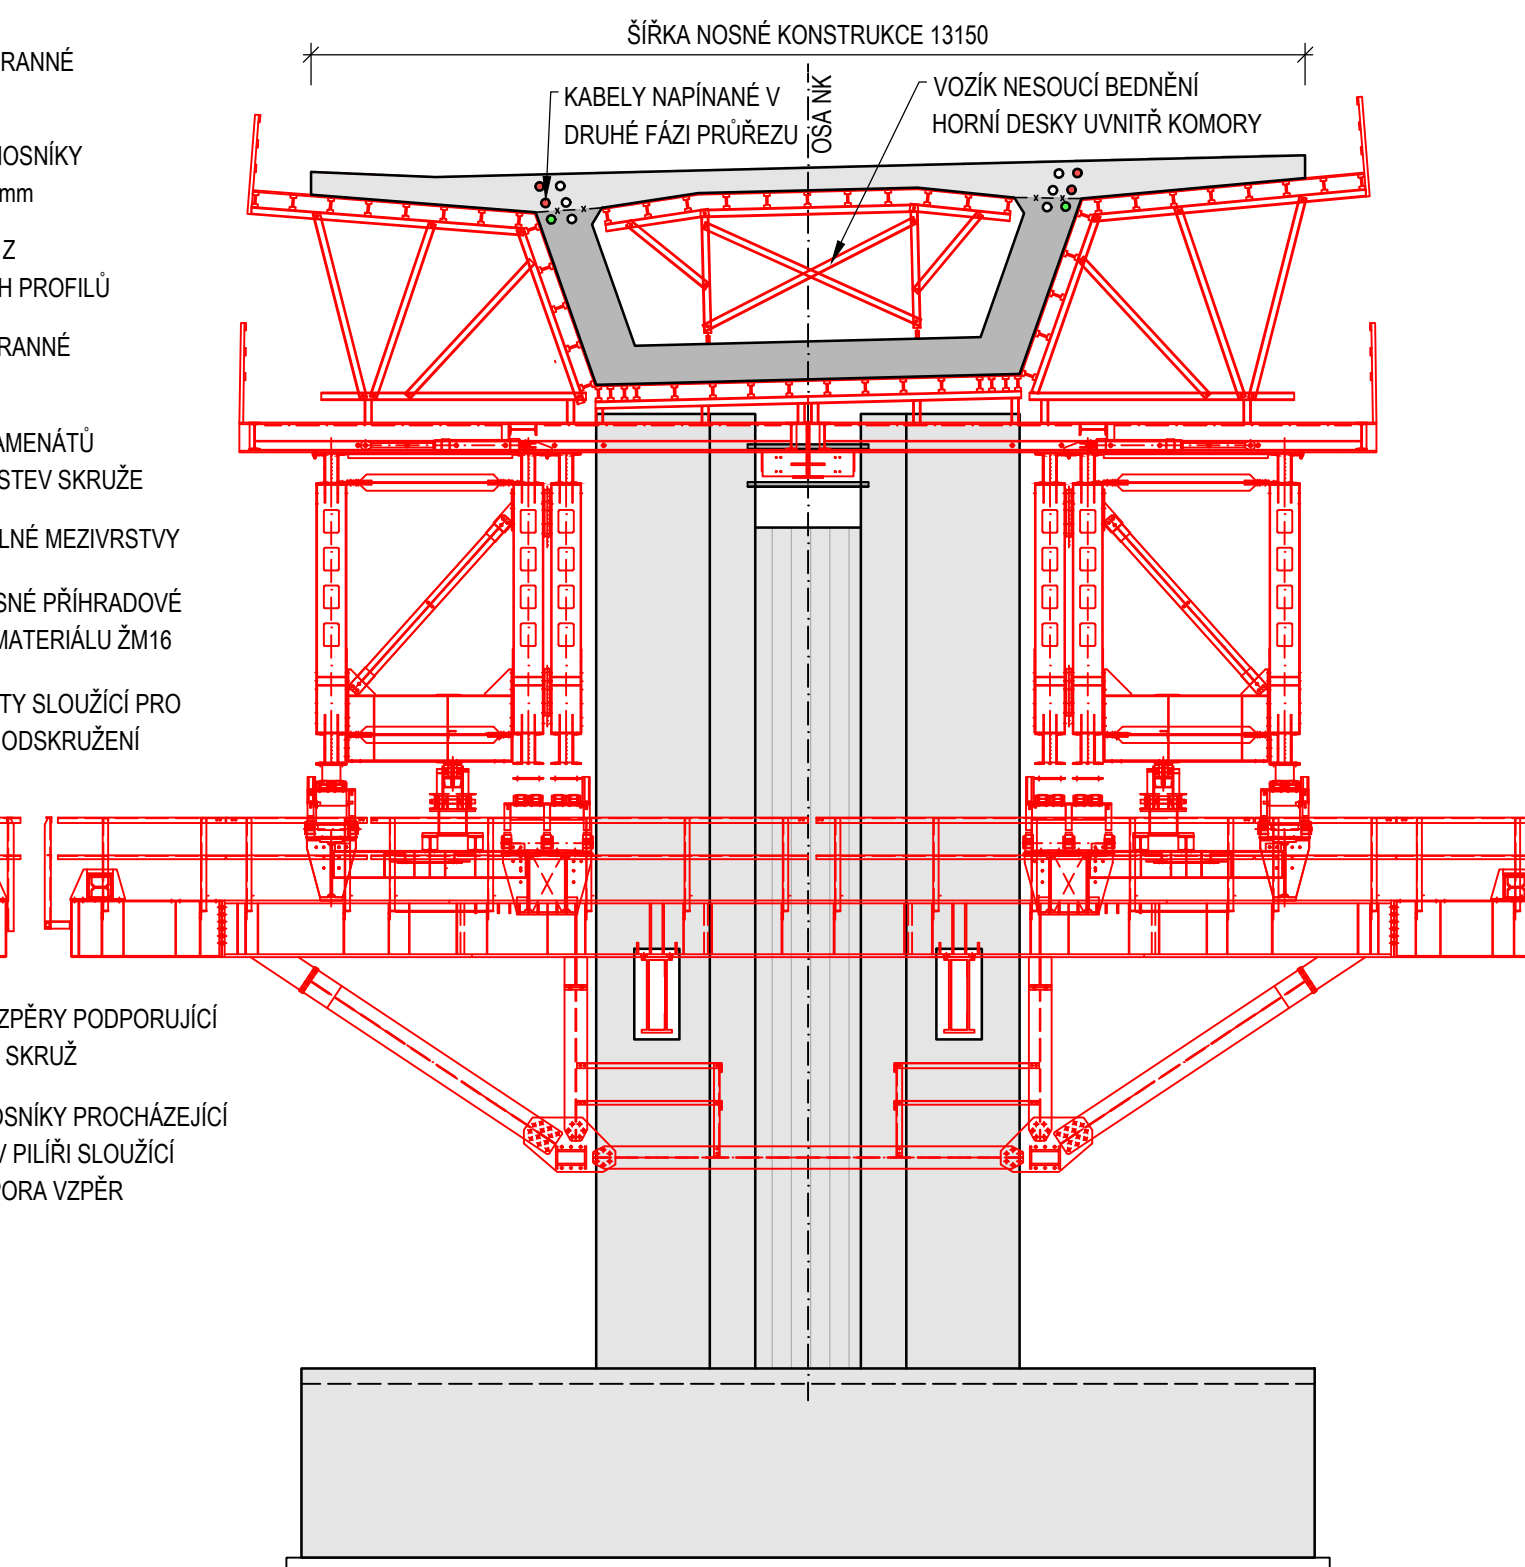 ŠÍŘKA NOSNÉ KONSTRUKCE 13150
KABELY NAPÍNANÉ V
DRUHÉ FÁZI PRŮŘEZU
OSA NK
VOZÍK NESOUCÍ BEDNĚNÍ
HORNÍ DESKY UVNITŘ KOMORY
RANNÉ
NOSNÍKY
mm
Z
H PROFILŮ
RANNÉ
AMENÁTŮ
STEV SKRUŽE
LNÉ MEZIVRSTVY
SNÉ PŘÍHRADOVÉ
MATERIÁLU ŽM16
TY SLOUŽÍCÍ PRO
ODSKRUŽENÍ
ZPĚRY PODPORUJÍCÍ
SKRUŽ
OSNÍKY PROCHÁZEJÍCÍ
V PILÍŘI SLOUŽÍCÍ
PORA VZPĚR